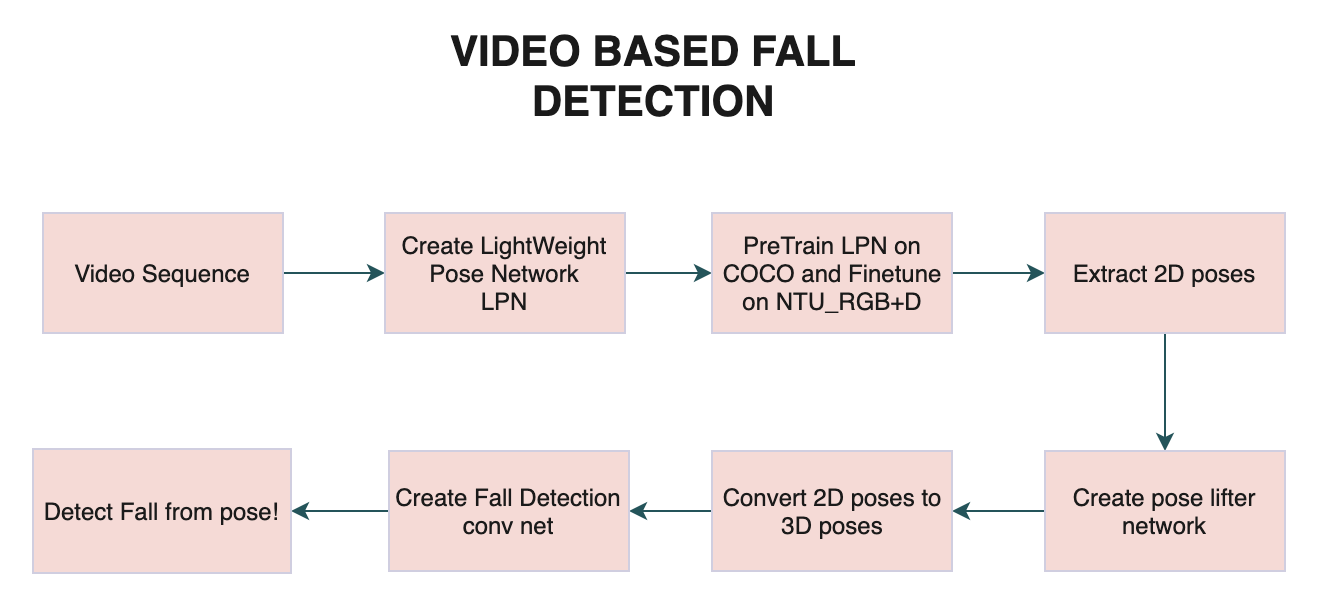 VIDEO BASED FALL
DETECTION
Video Sequence
Create LightWeight
Pose Network
LPN
PreTrain LPN on
COCO and Finetune
on NTU_RGB+D
Extract 2D poses
Create pose lifter
network
Convert 2D poses to
3D poses
Create Fall Detection
conv net
Detect Fall from pose!